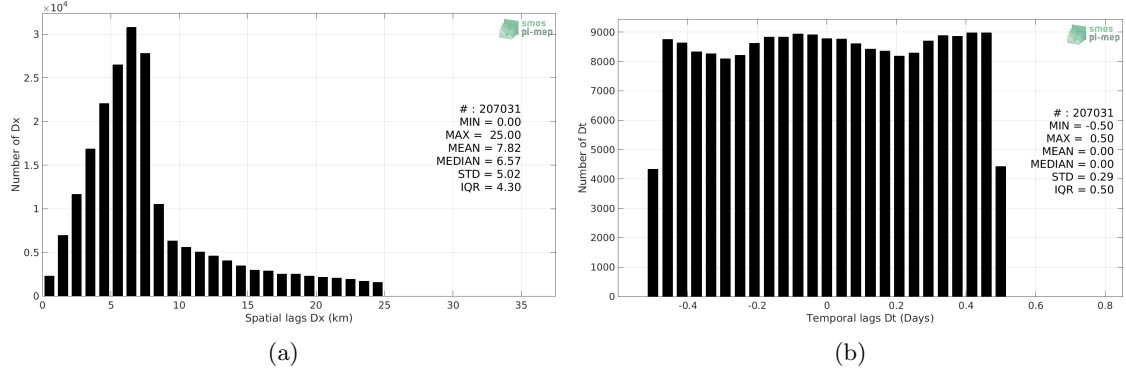 ×10⁴
smos
pi-mep
3
2.5
2
1.5
1
0.5
0
Number of Dx
# : 207031
MIN = 0.00
MAX = 25.00
MEAN = 7.82
MEDIAN = 6.57
STD = 5.02
IQR = 4.30
0 5 10 15 20 25 30 35
Spatial lags Dx (km)
(a)
smos
pi-mep
9000
8000
7000
6000
5000
4000
3000
2000
1000
0
Number of Dt
# : 207031
MIN = -0.50
MAX = 0.50
MEAN = 0.00
MEDIAN = 0.00
STD = 0.29
IQR = 0.50
-0.4 -0.2 0 0.2 0.4 0.6 0.8
Temporal lags Dt (Days)
(b)